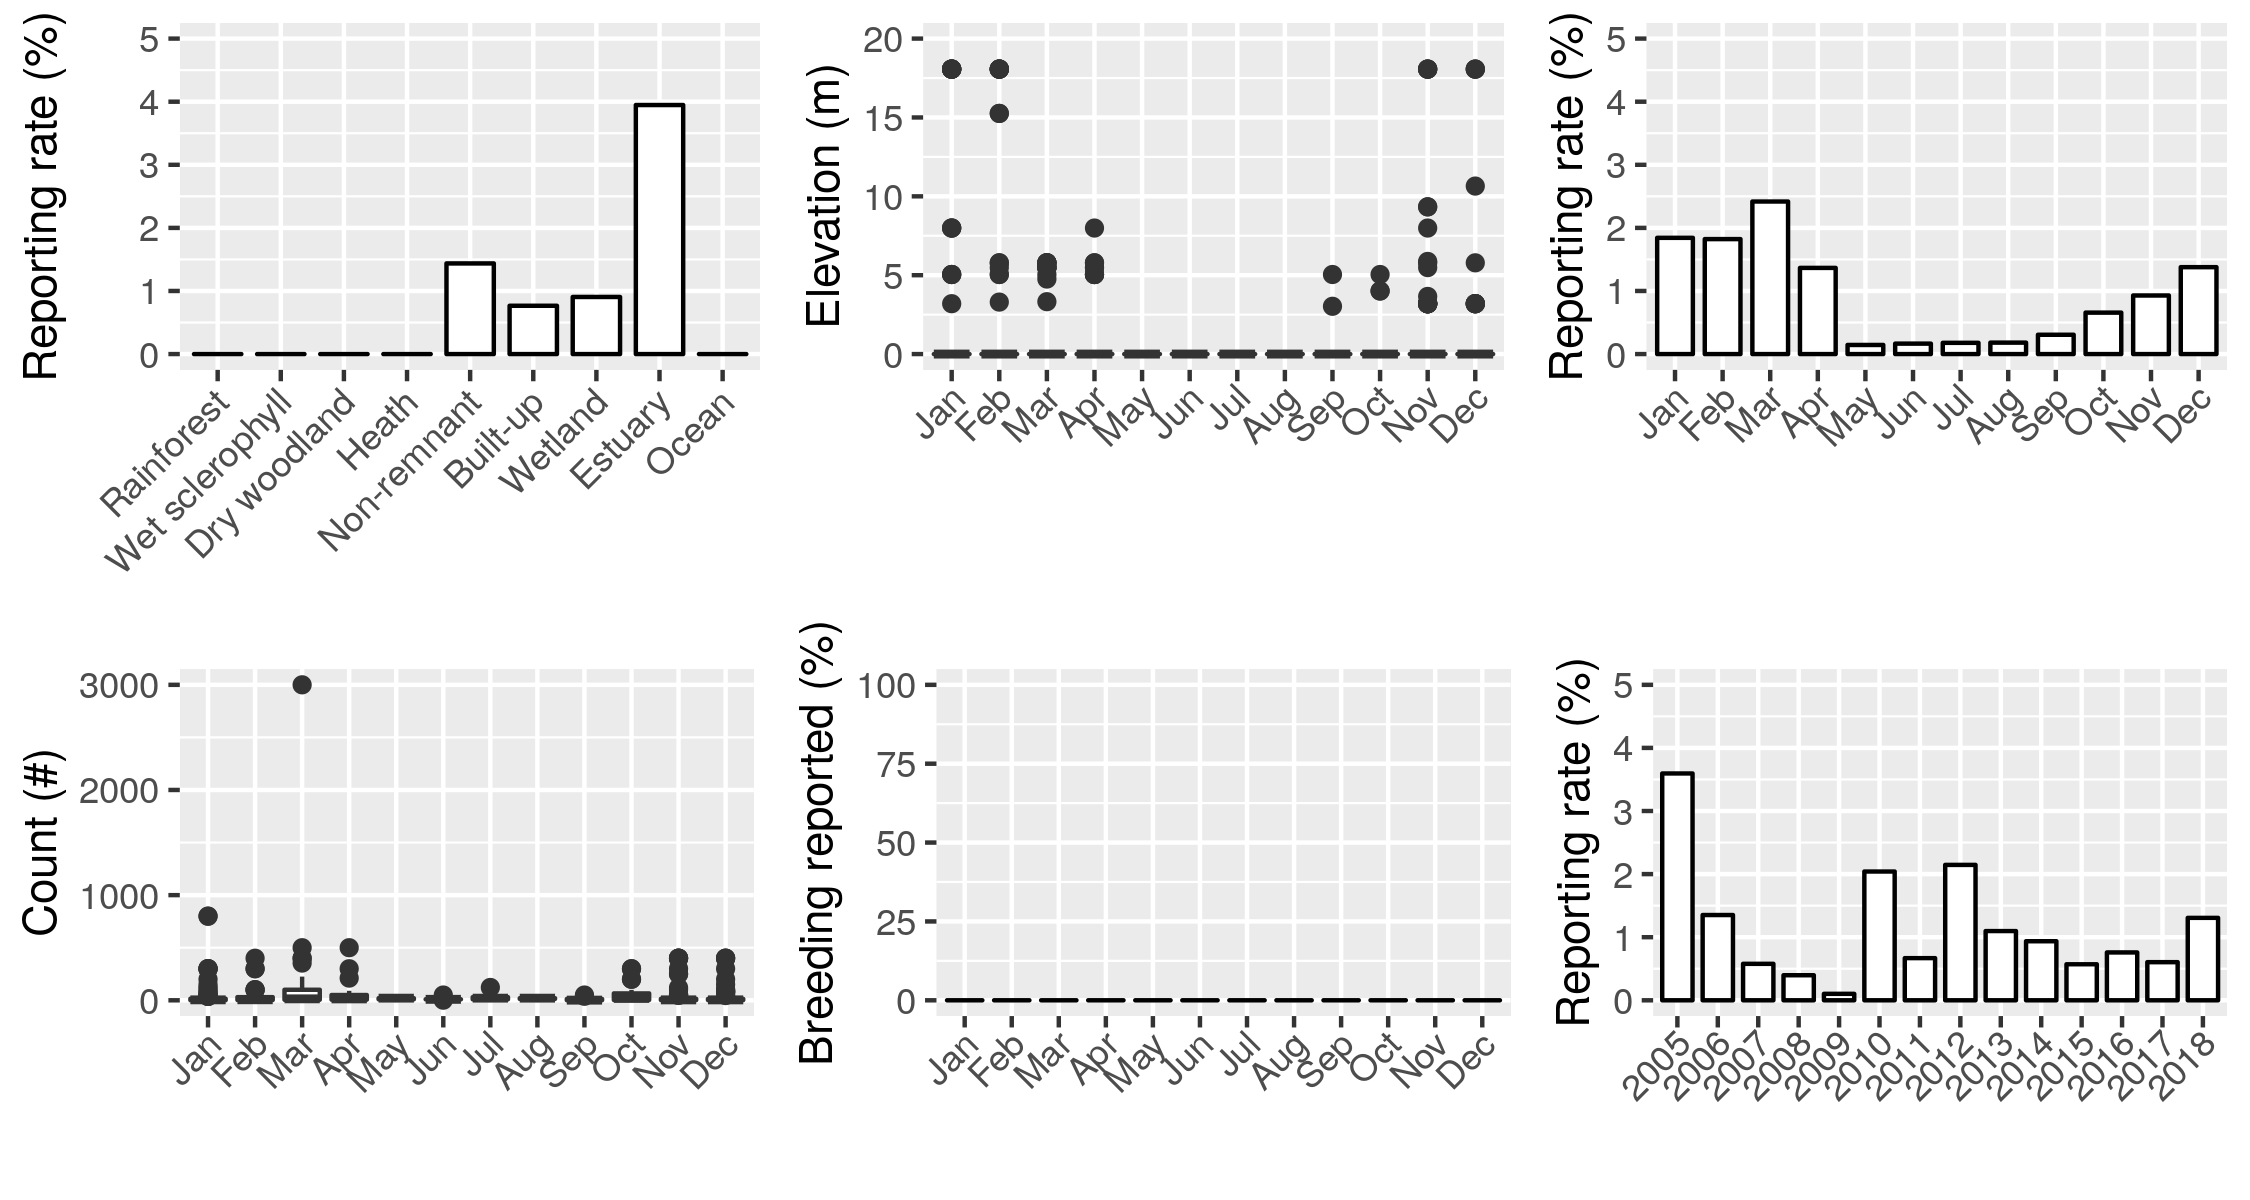 Reporting rate (%)
5
4
3
2
1
0
Rainforest
Wet sclerophyll
Dry woodland
Heath
Non-remnant
Built-up
Wetland
Estuary
Ocean
Elevation (m)
20
15
10
5
0
Jan
Feb
Mar
Apr
May
Jun
Jul
Aug
Sep
Oct
Nov
Dec
Reporting rate (%)
5
4
3
2
1
0
Jan
Feb
Mar
Apr
May
Jun
Jul
Aug
Sep
Oct
Nov
Dec
Count (#)
3000
2000
1000
0
Jan
Feb
Mar
Apr
May
Jun
Jul
Aug
Sep
Oct
Nov
Dec
Breeding reported (%)
100
75
50
25
0
Jan
Feb
Mar
Apr
May
Jun
Jul
Aug
Sep
Oct
Nov
Dec
Reporting rate (%)
5
4
3
2
1
0
2005
2006
2007
2008
2009
2010
2011
2012
2013
2014
2015
2016
2017
2018